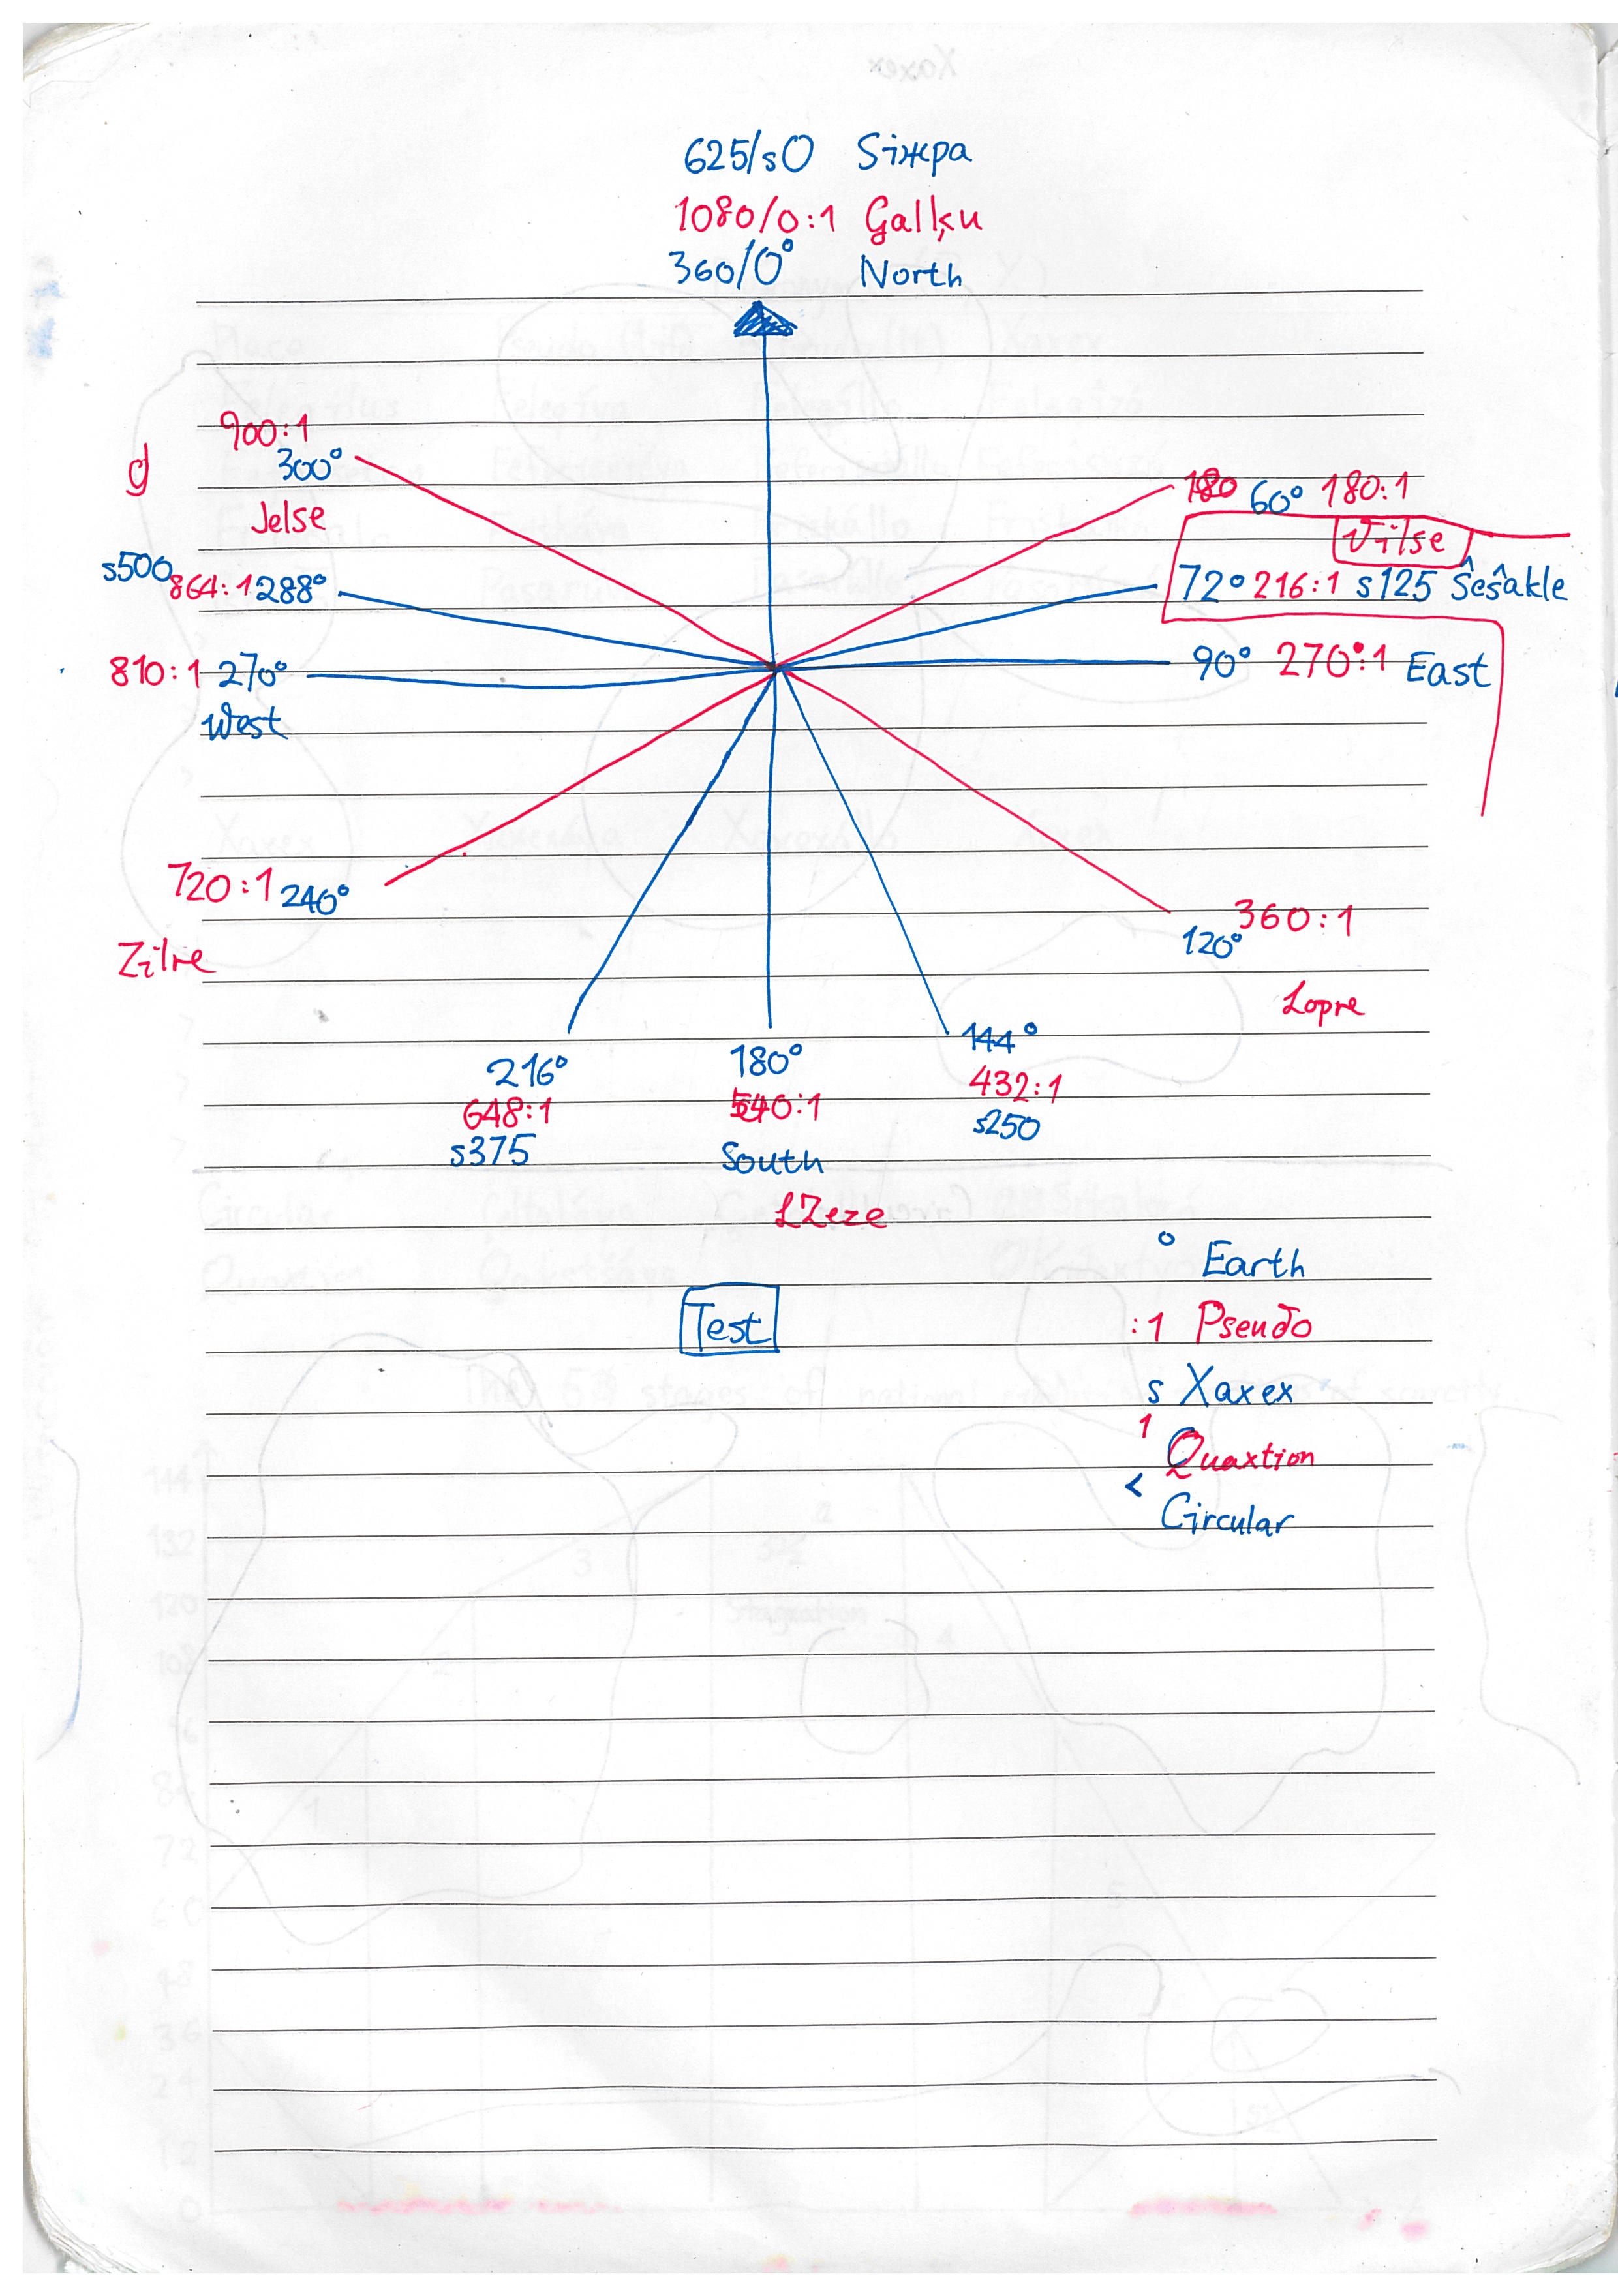 625/s0 Siжpa
1080/0:1 Galķu
360/0° North
900:1
300°
Jelse
g
180 60° 180:1
Vilse
s500 864:1 288°
72° 216:1 s125 Ŝeŝakle
810:1 270°
West
90° 270:1 East
720:1 240°
Zilre
360:1
120°
Lopre
216°
648:1
s375
180°
540:1
South
144°
432:1
s250
° Earth
Test
:1 Pseudo
s Xaxex
1 Quaxtion
< Circular